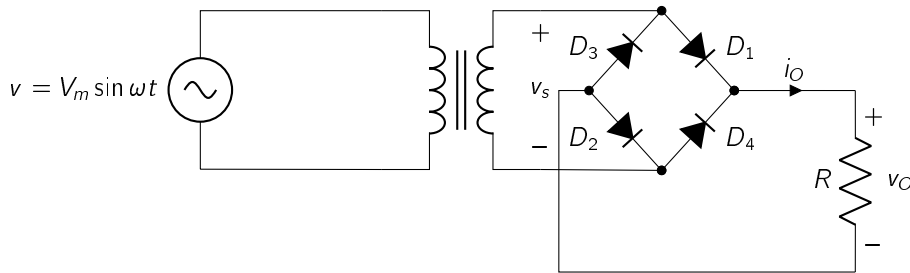 v = V_m sin ωt
+
v_s
−
D_3
D_1
D_2
D_4
i_O
+
R
v_O
−